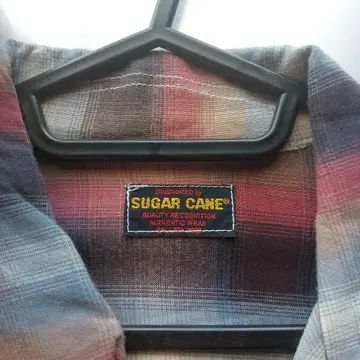 ORIGINATED by
SUGAR CANE®
QUALITY RECOGNITION
AUTHENTIC WEAR